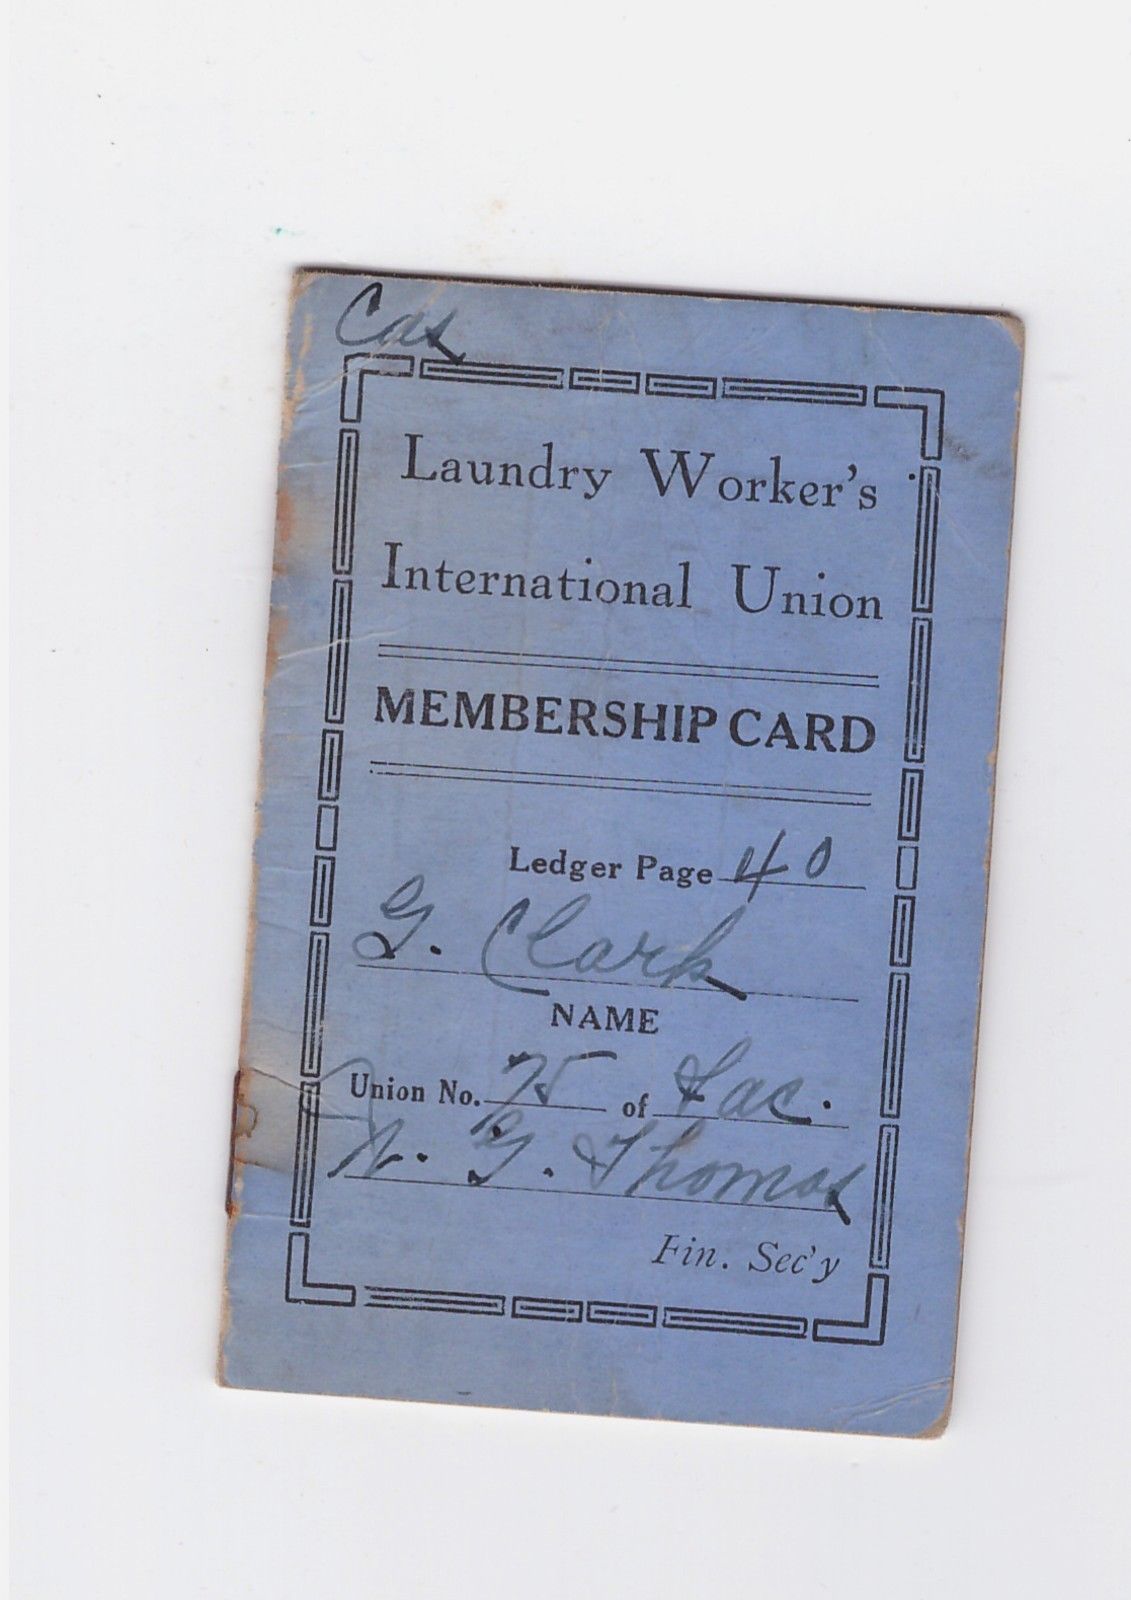 Cas
Laundry Worker's
International Union
MEMBERSHIP CARD
Ledger Page 40
G. Clark
NAME
Union No. 75 of Sac.
N. G. Thomas
Fin. Sec'y